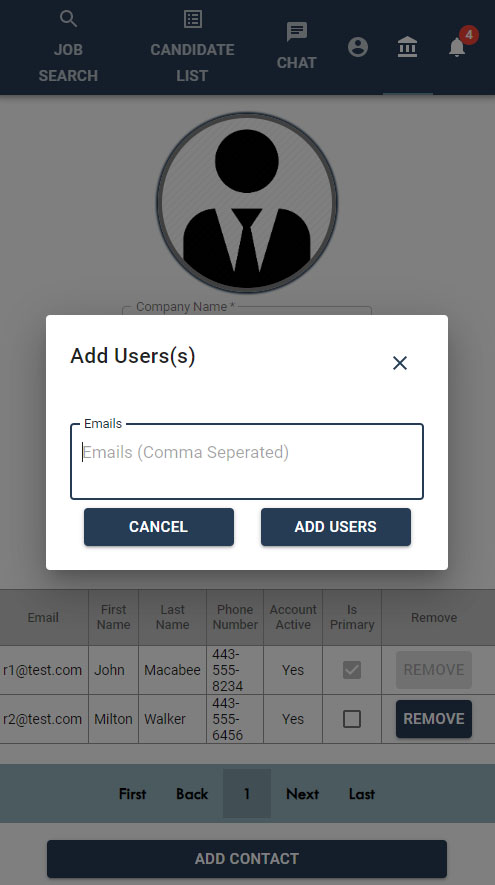 JOB
SEARCH
CANDIDATE
LIST
CHAT
4
Company Name *
Add Users(s)
Emails
Emails (Comma Seperated)
CANCEL
ADD USERS
Email
First
Name
Last
Name
Phone
Number
Account
Active
Is
Primary
Remove
r1@test.com
John
Macabee
443-
555-
8234
Yes
REMOVE
r2@test.com
Milton
Walker
443-
555-
6456
Yes
REMOVE
First
Back
1
Next
Last
ADD CONTACT